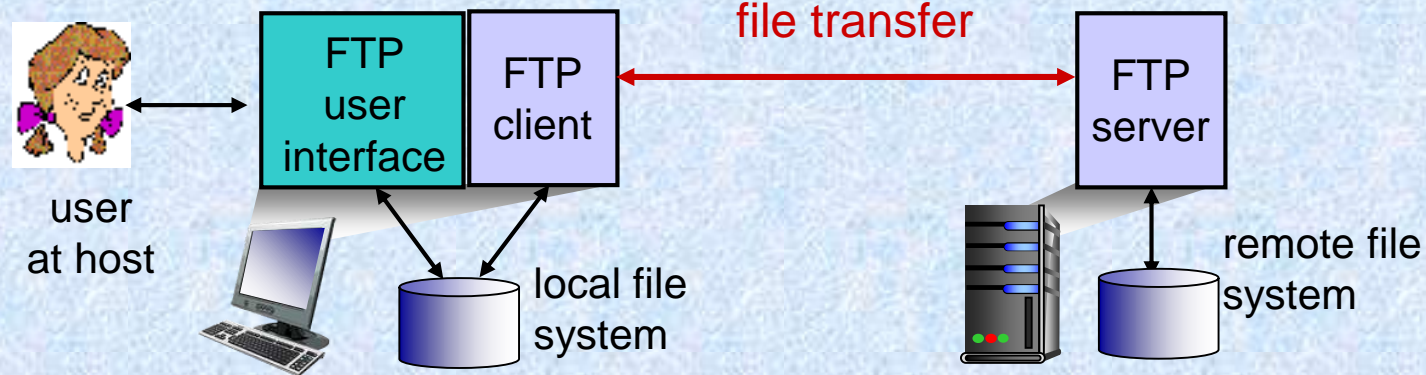 file transfer
FTP
user
interface
FTP
client
FTP
server
user
at host
local file
system
remote file
system